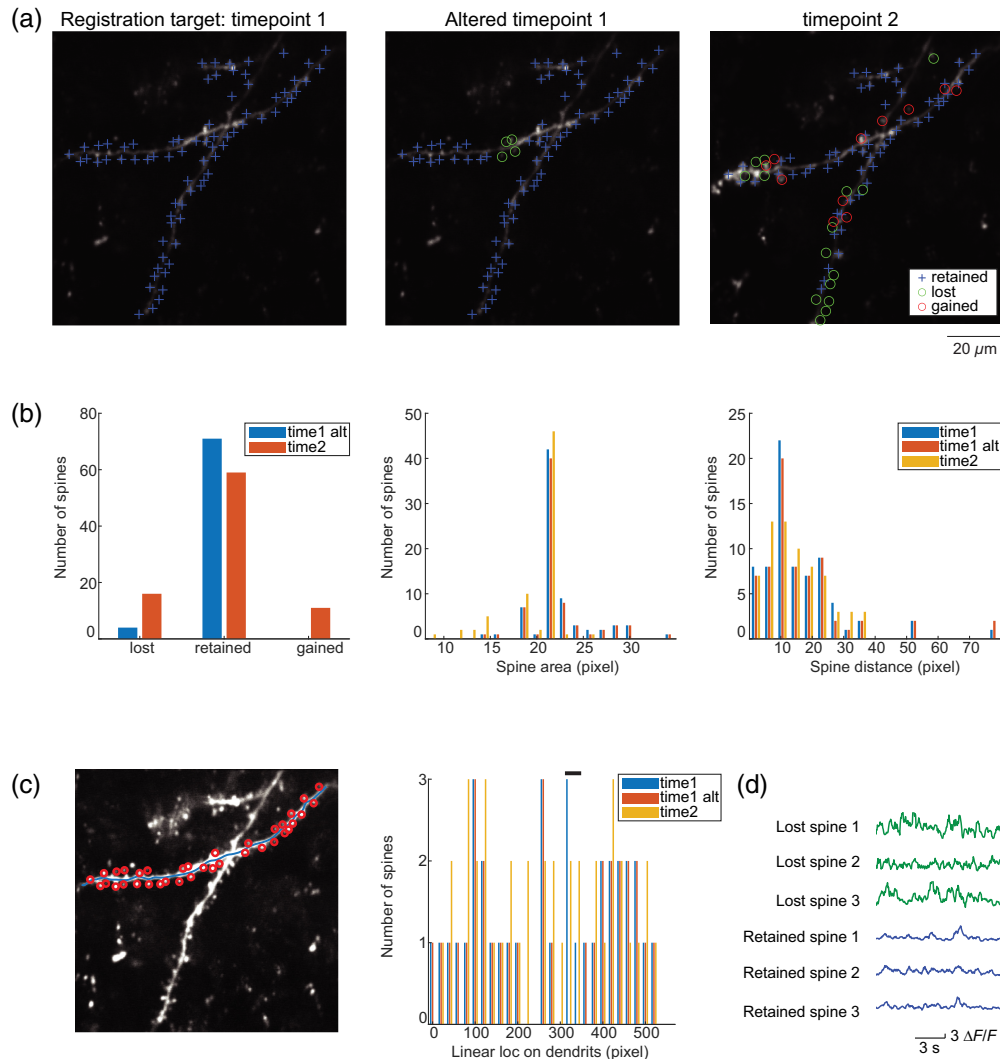 (a)
Registration target: timepoint 1
Altered timepoint 1
timepoint 2
retained
lost
gained
20 µm
(b)
Number of spines
0
20
40
60
80
lost
retained
gained
time1 alt
time2
Number of spines
0
10
20
30
40
50
10
15
20
25
30
Spine area (pixel)
time1
time1 alt
time2
Number of spines
0
5
10
15
20
25
10
20
30
40
50
60
70
Spine distance (pixel)
time1
time1 alt
time2
(c)
Number of spines
0
1
2
3
0
100
200
300
400
500
Linear loc on dendrits (pixel)
time1
time1 alt
time2
(d)
Lost spine 1
Lost spine 2
Lost spine 3
Retained spine 1
Retained spine 2
Retained spine 3
3 ΔF/F
3 s